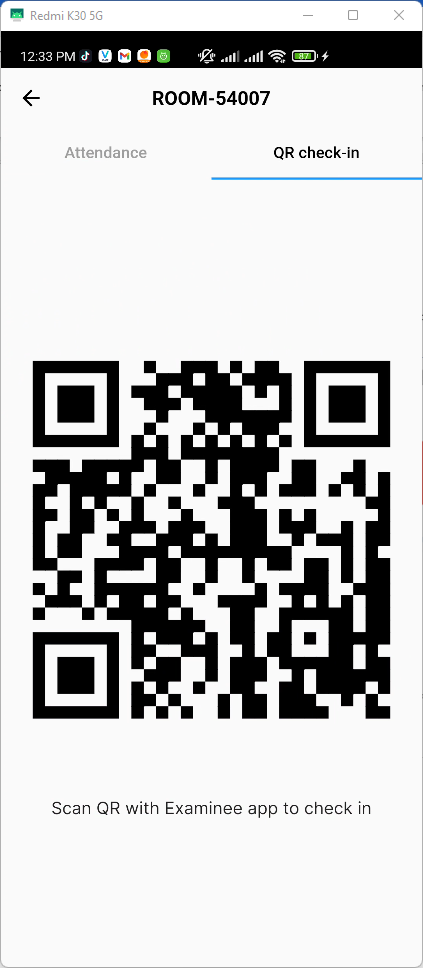 Redmi K30 5G
12:33 PM
87
ROOM-54007
Attendance
QR check-in
Scan QR with Examinee app to check in